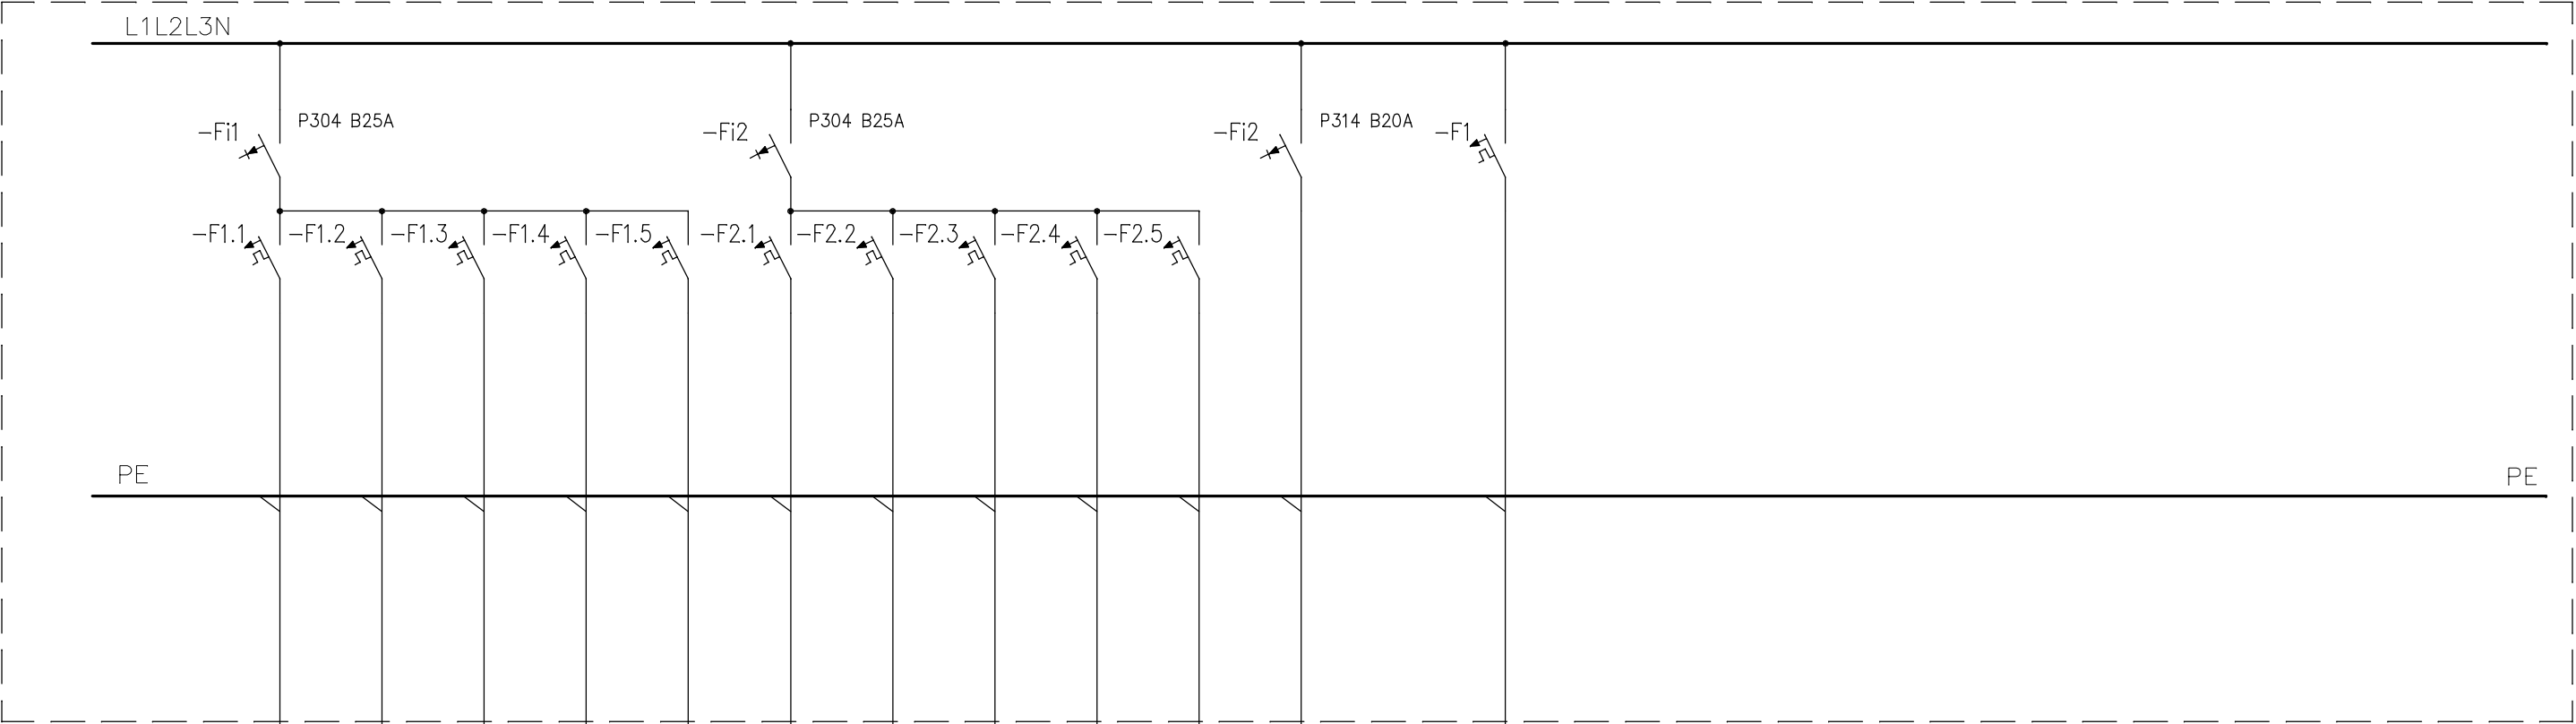 L1L2L3N
-Fi1
P304 B25A
-Fi2
P304 B25A
-Fi2
P314 B20A
-F1
-F1.1
-F1.2
-F1.3
-F1.4
-F1.5
-F2.1
-F2.2
-F2.3
-F2.4
-F2.5
PE
PE